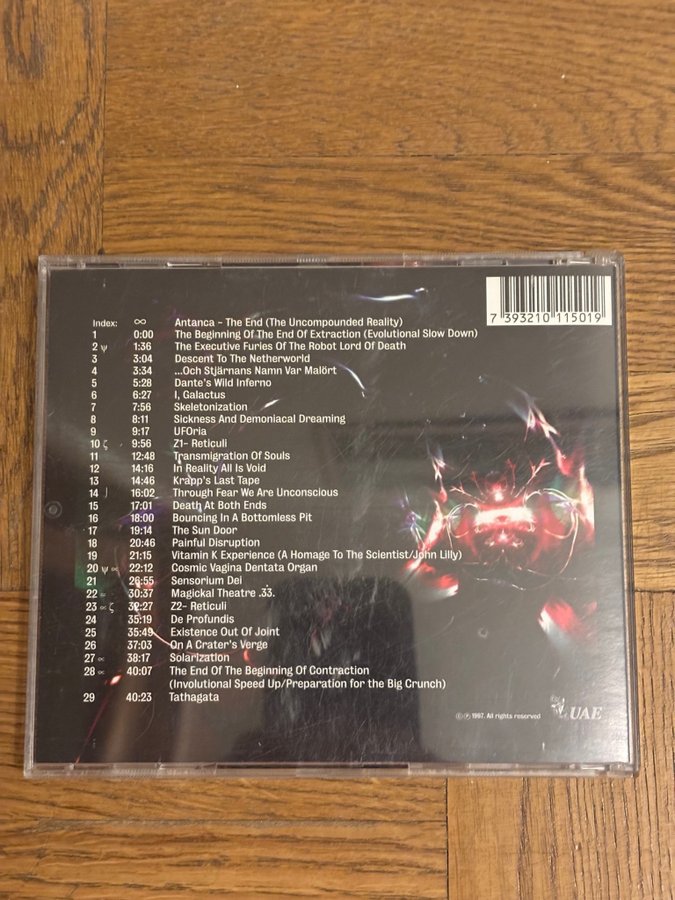 7 393210 115019
Index: ∞ Antanca - The End (The Uncompounded Reality)
1 0:00 The Beginning Of The End Of Extraction (Evolutional Slow Down)
2 ψ 1:36 The Executive Furies Of The Robot Lord Of Death
3 3:04 Descent To The Netherworld
4 3:34 ...Och Stjärnans Namn Var Malört
5 5:28 Dante's Wild Inferno
6 6:27 I, Galactus
7 7:56 Skeletonization
8 8:11 Sickness And Demoniacal Dreaming
9 9:17 UFOria
10 ζ 9:56 Z1- Reticuli
11 12:48 Transmigration Of Souls
12 14:16 In Reality All Is Void
13 14:46 Krapp's Last Tape
14 16:02 Through Fear We Are Unconscious
15 17:01 Death At Both Ends
16 18:00 Bouncing In A Bottomless Pit
17 19:14 The Sun Door
18 20:46 Painful Disruption
19 21:15 Vitamin K Experience (A Homage To The Scientist/John Lilly)
20 ψ ∝ 22:12 Cosmic Vagina Dentata Organ
21 26:55 Sensorium Dei
22 30:37 Magickal Theatre .33.
23 ∝ ζ 32:27 Z2- Reticuli
24 35:19 De Profundis
25 35:49 Existence Out Of Joint
26 37:03 On A Crater's Verge
27 ∝ 38:17 Solarization
28 ∝ 40:07 The End Of The Beginning Of Contraction
(Involutional Speed Up/Preparation for the Big Crunch)
29 40:23 Tathagata
©℗ 1997. All rights reserved
UAE